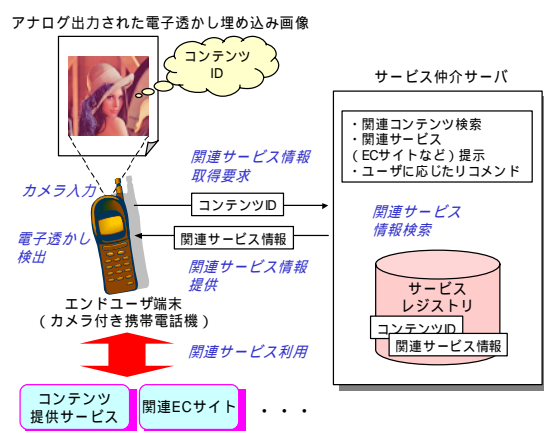 アナログ出力された電子透かし埋め込み画像
コンテンツ
ID
サービス仲介サーバ
・関連コンテンツ検索
・関連サービス
（ECサイトなど）提示
・ユーザに応じたリコメンド
関連サービス情報
取得要求
カメラ入力
コンテンツID
関連サービス
情報検索
電子透かし
検出
関連サービス情報
関連サービス情報
提供
サービス
レジストリ
コンテンツID
関連サービス情報
エンドユーザ端末
（カメラ付き携帯電話機）
関連サービス利用
コンテンツ
提供サービス
関連ECサイト
・・・